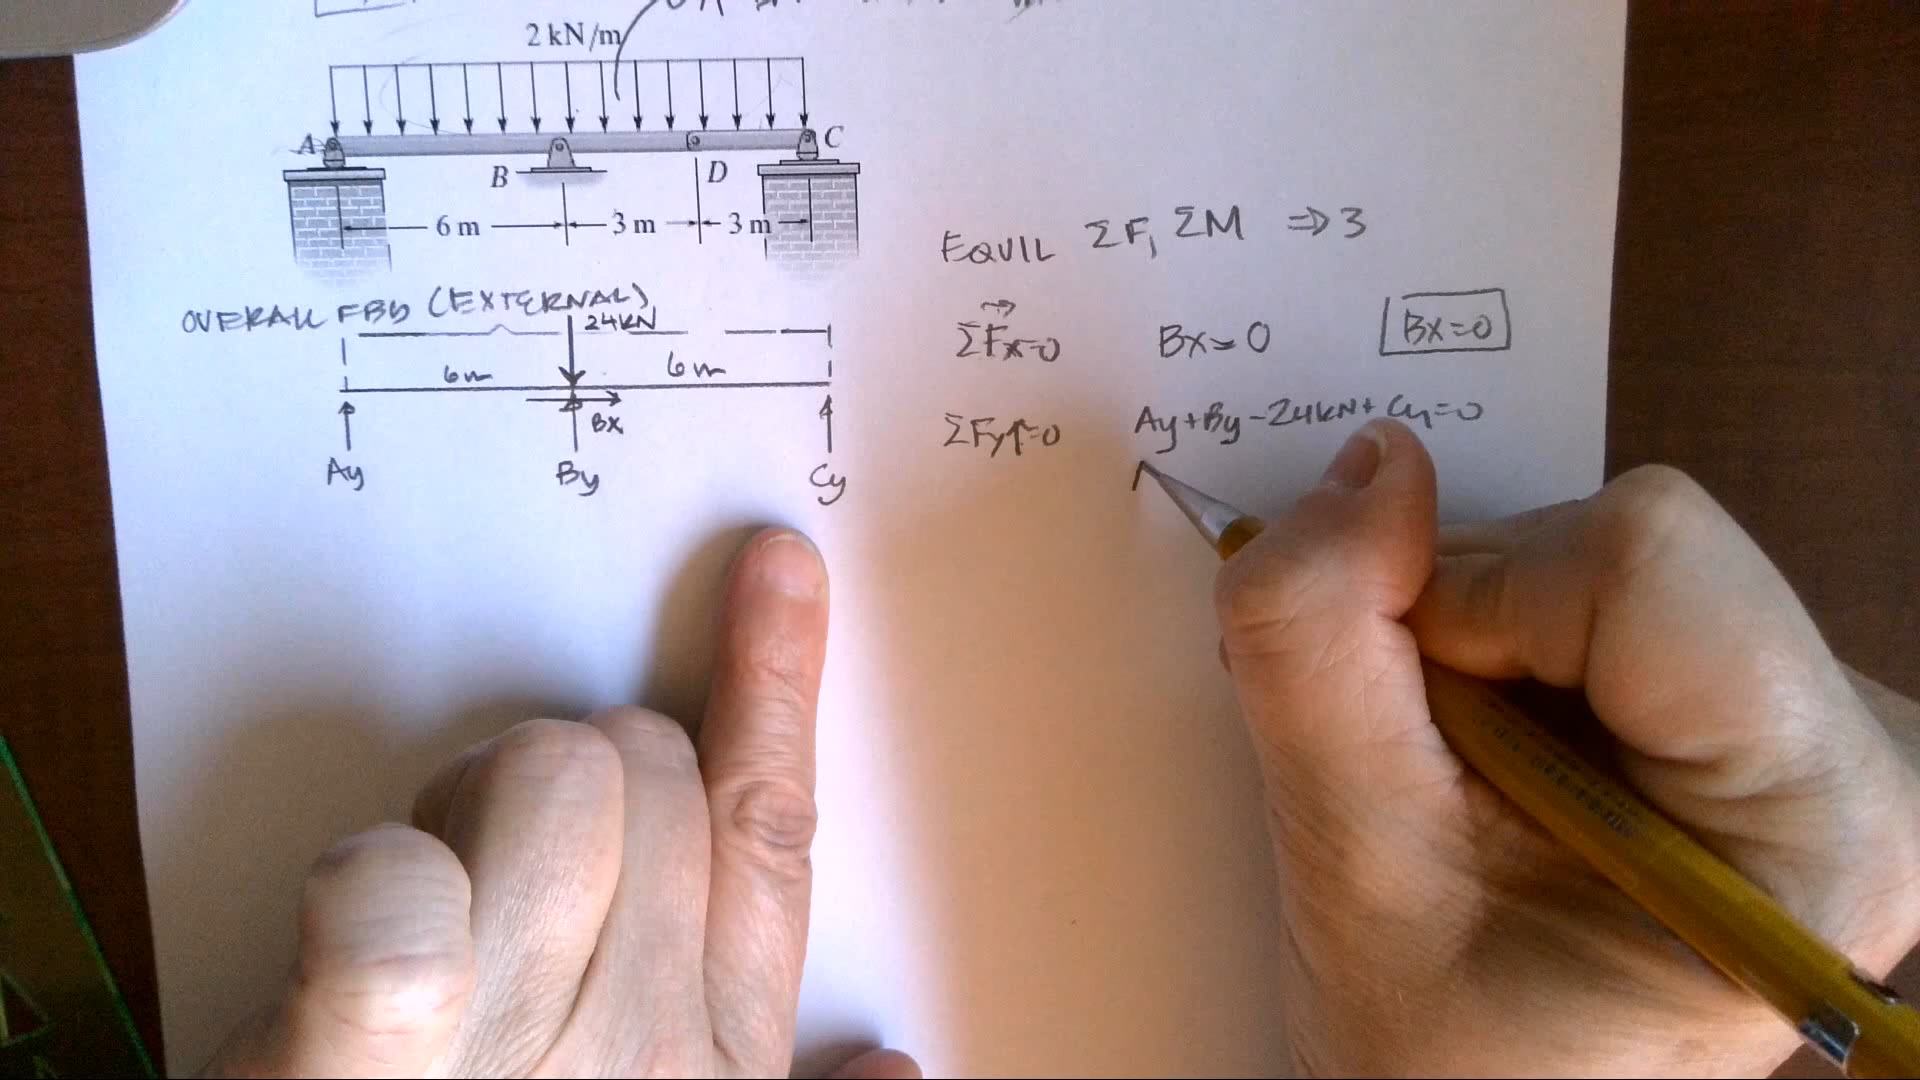 2 kN/m
A
B
D
C
6 m
3 m
3 m
EQUIL ΣF, ΣM ⇒ 3
OVERALL FBD (EXTERNAL)
24KN
6m
6m
Bx
Ay
By
Cy
ΣFx=0 Bx=0 Bx=0
ΣFy↑=0 Ay+By-24KN+Cy=0